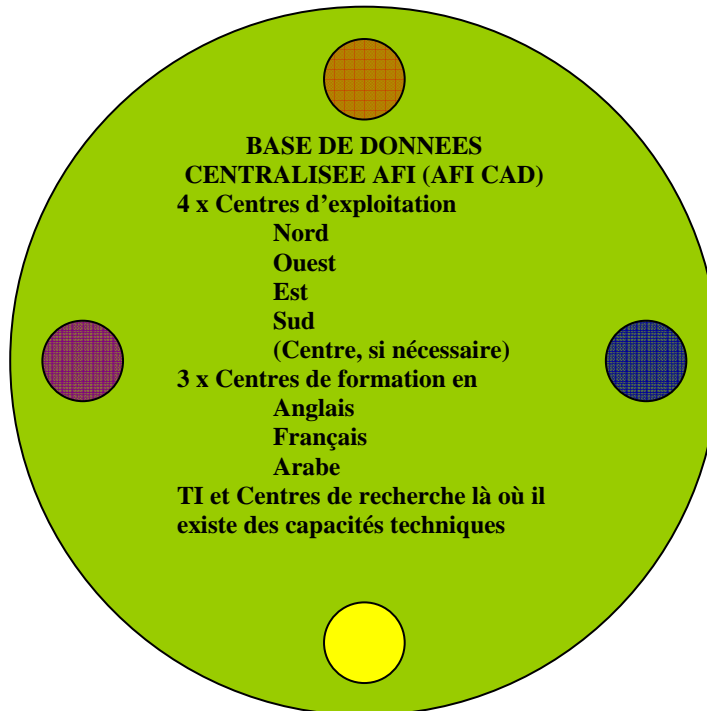 BASE DE DONNEES
CENTRALISEE AFI (AFI CAD)
4 x Centres d’exploitation
Nord
Ouest
Est
Sud
(Centre, si nécessaire)
3 x Centres de formation en
Anglais
Français
Arabe
TI et Centres de recherche là où il
existe des capacités techniques